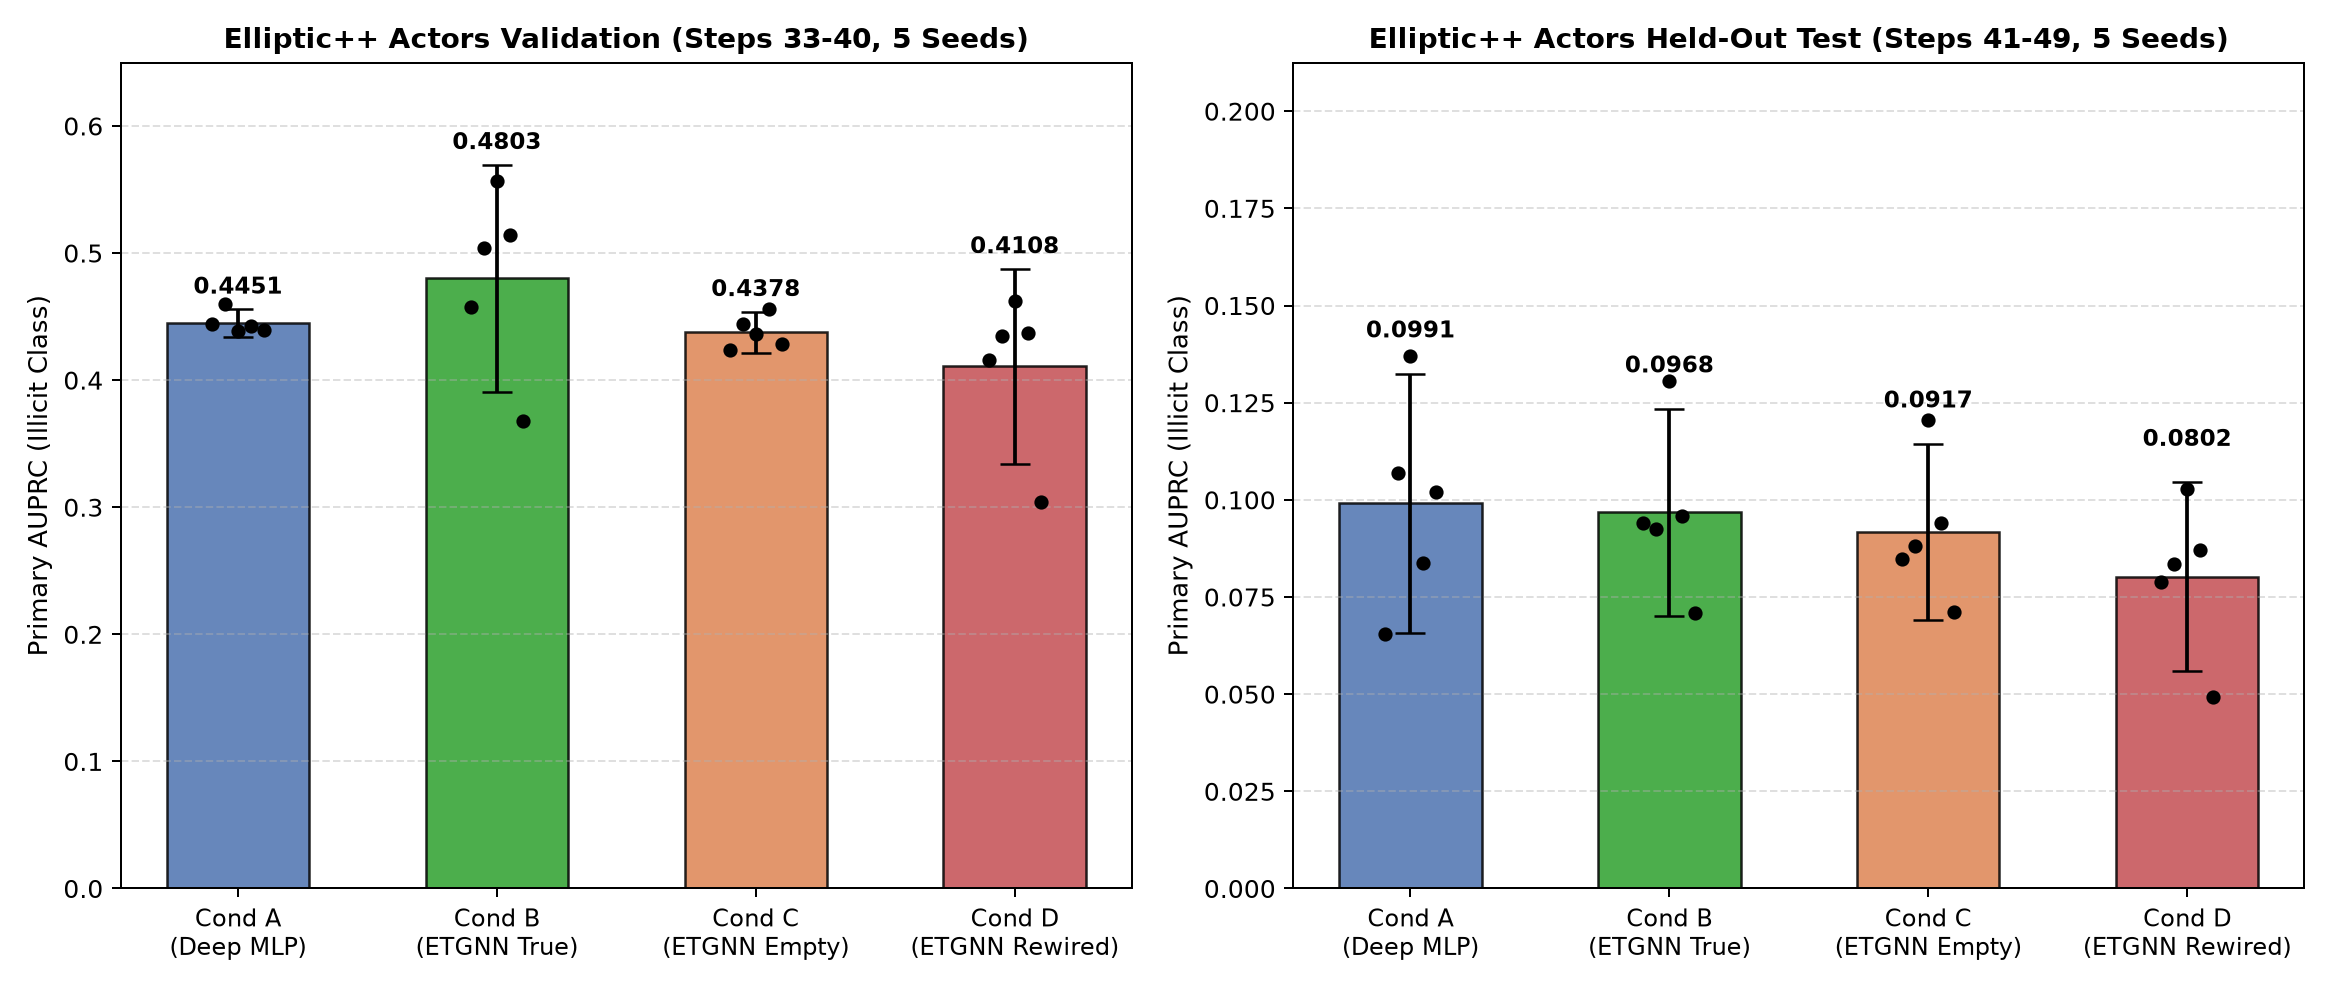 Elliptic++ Actors Validation (Steps 33-40, 5 Seeds)
Primary AUPRC (Illicit Class)
0.6
0.5
0.4
0.3
0.2
0.1
0.0
0.4451
0.4803
0.4378
0.4108
Cond A
(Deep MLP)
Cond B
(ETGNN True)
Cond C
(ETGNN Empty)
Cond D
(ETGNN Rewired)
Elliptic++ Actors Held-Out Test (Steps 41-49, 5 Seeds)
Primary AUPRC (Illicit Class)
0.200
0.175
0.150
0.125
0.100
0.075
0.050
0.025
0.000
0.0991
0.0968
0.0917
0.0802
Cond A
(Deep MLP)
Cond B
(ETGNN True)
Cond C
(ETGNN Empty)
Cond D
(ETGNN Rewired)